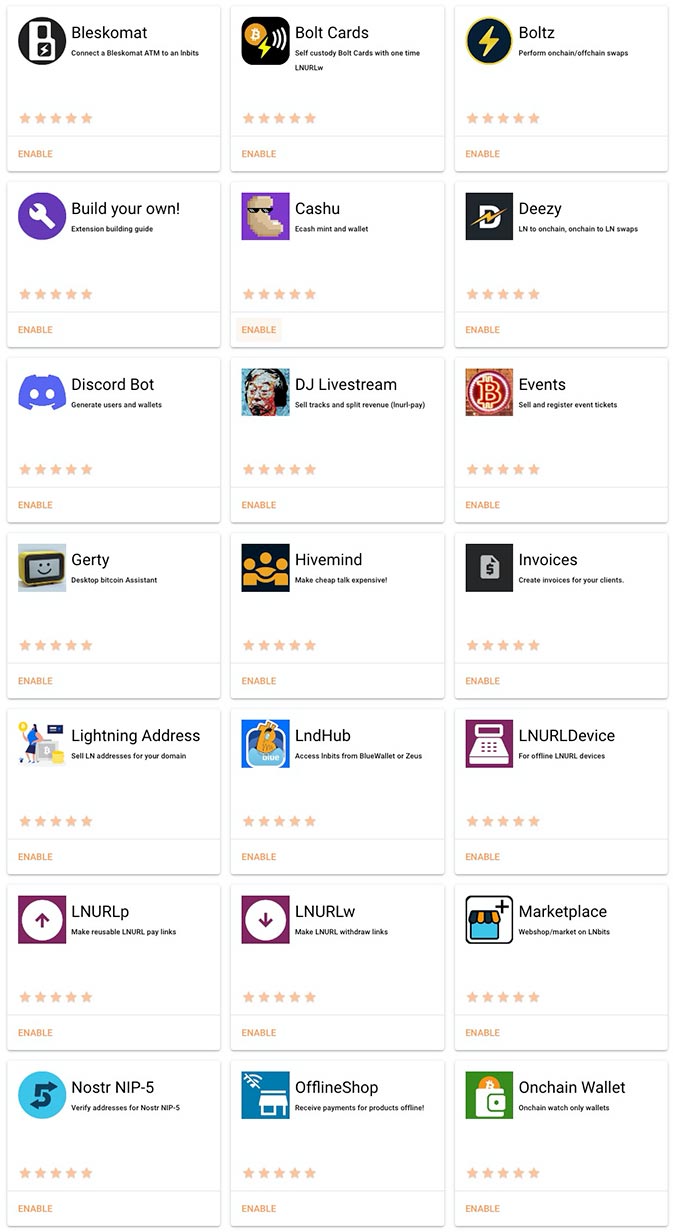 Bleskomat
Connect a Bleskomat ATM to an lnbits
ENABLE
Bolt Cards
Self custody Bolt Cards with one time
LNURLw
ENABLE
Boltz
Perform onchain/offchain swaps
ENABLE
Build your own!
Extension building guide
ENABLE
Cashu
Ecash mint and wallet
ENABLE
Deezy
LN to onchain, onchain to LN swaps
ENABLE
Discord Bot
Generate users and wallets
ENABLE
DJ Livestream
Sell tracks and split revenue (lnurl-pay)
ENABLE
Events
Sell and register event tickets
ENABLE
Gerty
Desktop bitcoin Assistant
ENABLE
Hivemind
Make cheap talk expensive!
ENABLE
Invoices
Create invoices for your clients.
ENABLE
Lightning Address
Sell LN addresses for your domain
ENABLE
blue
LndHub
Access lnbits from BlueWallet or Zeus
ENABLE
LNURLDevice
For offline LNURL devices
ENABLE
LNURLp
Make reusable LNURL pay links
ENABLE
LNURLw
Make LNURL withdraw links
ENABLE
Marketplace
Webshop/market on LNbits
ENABLE
Nostr NIP-5
Verify addresses for Nostr NIP-5
ENABLE
OfflineShop
Receive payments for products offline!
ENABLE
Onchain Wallet
Onchain watch only wallets
ENABLE